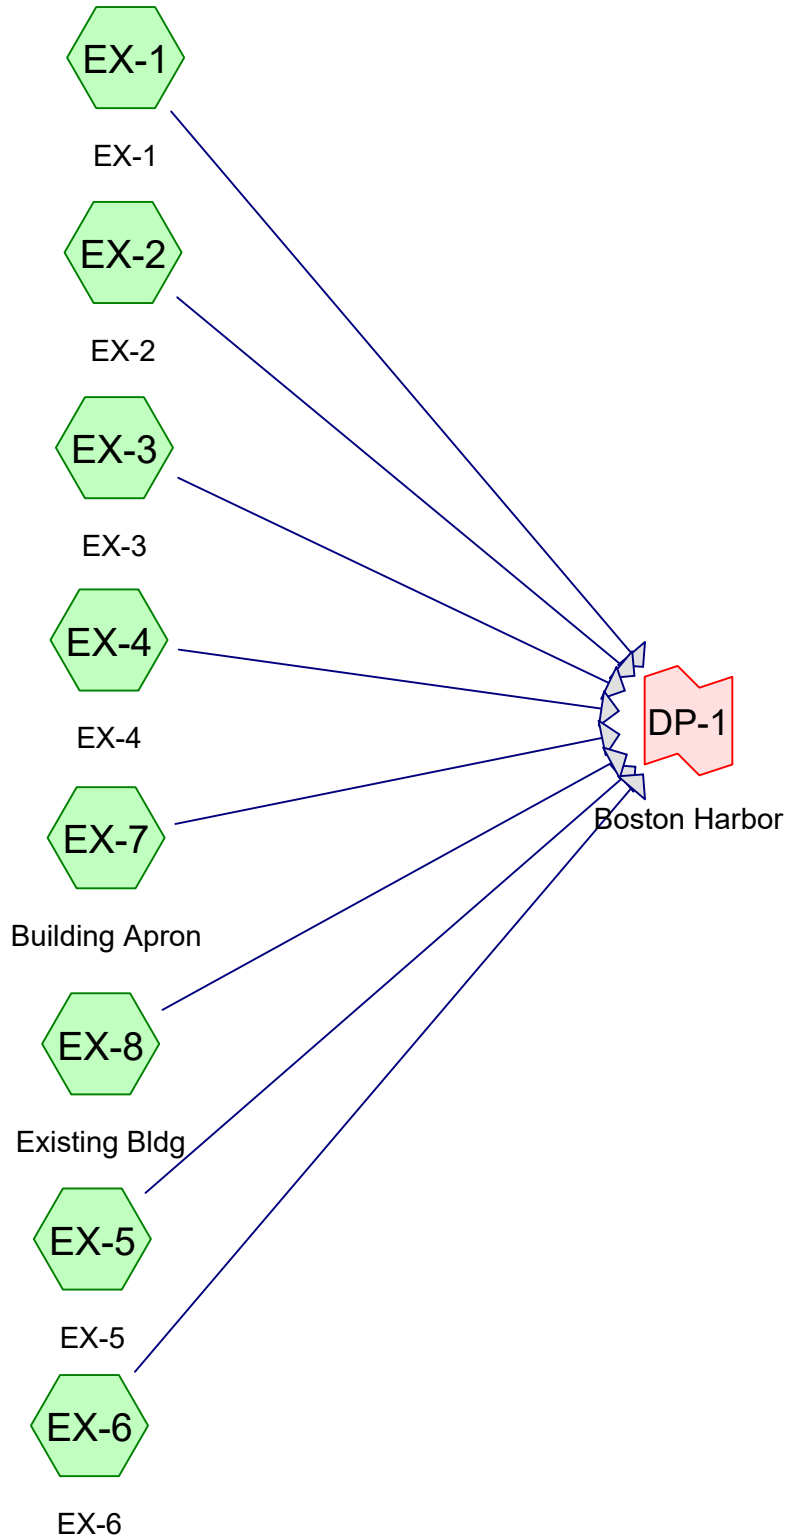 EX-1
EX-1
EX-2
EX-2
EX-3
EX-3
EX-4
EX-4
DP-1
Boston Harbor
EX-7
Building Apron
EX-8
Existing Bldg
EX-5
EX-5
EX-6
EX-6